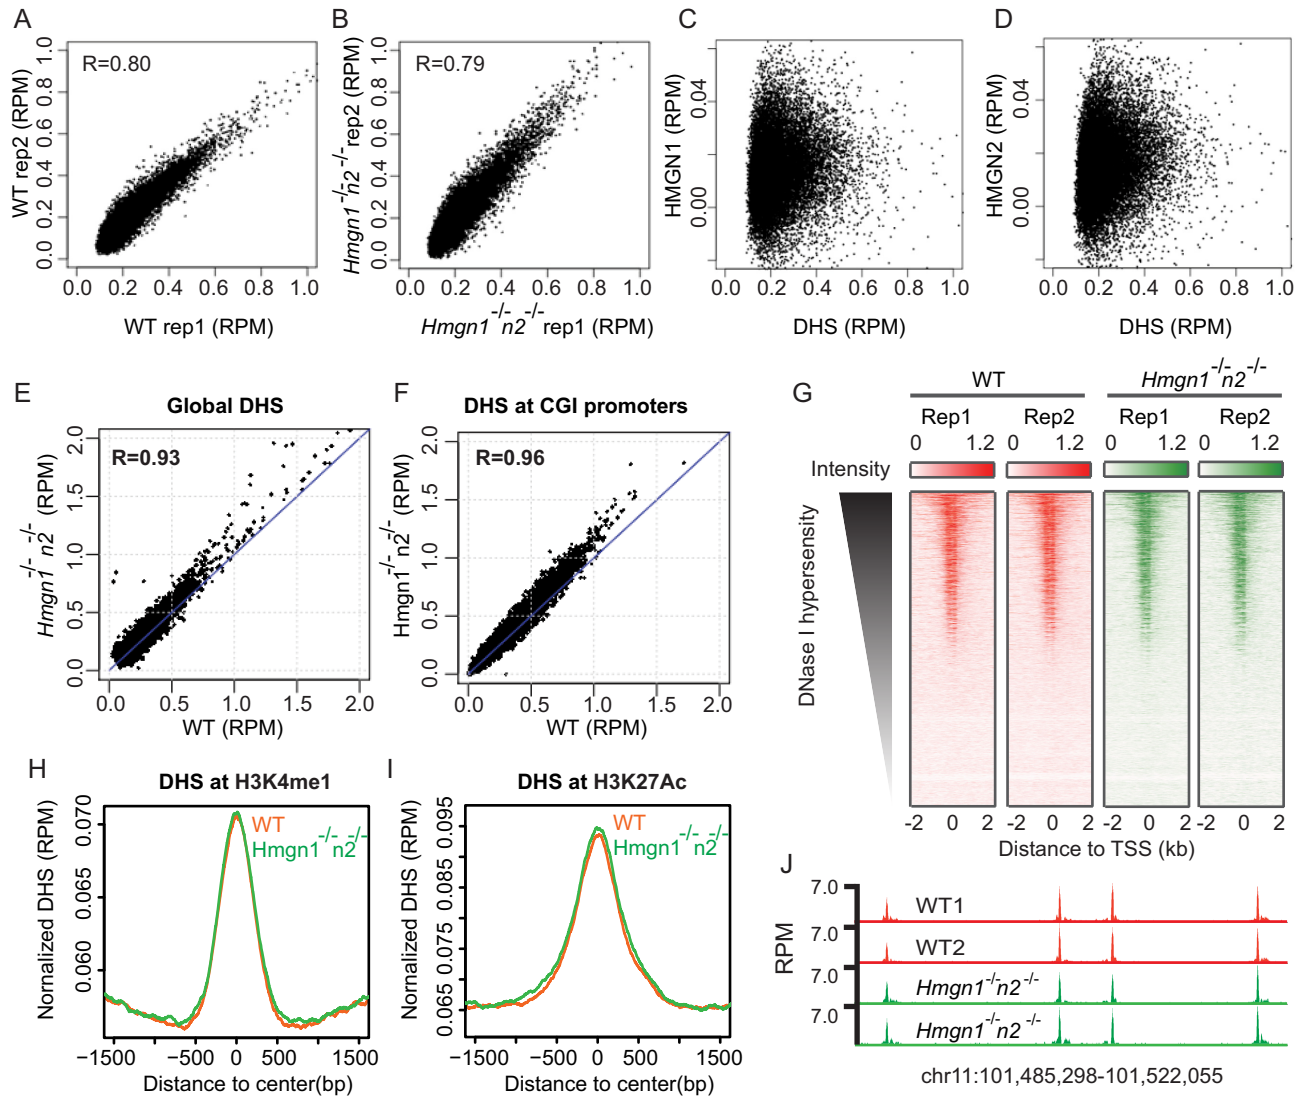 A
R=0.80
WT rep2 (RPM)
0.0 0.2 0.4 0.6 0.8 1.0
0.0 0.2 0.4 0.6 0.8 1.0
WT rep1 (RPM)
B
R=0.79
Hmgn1-/-n2-/-rep2 (RPM)
0.0 0.2 0.4 0.6 0.8 1.0
0.0 0.2 0.4 0.6 0.8 1.0
Hmgn1-/-n2-/-rep1 (RPM)
C
HMGN1 (RPM)
0.00 0.04
0.0 0.2 0.4 0.6 0.8 1.0
DHS (RPM)
D
HMGN2 (RPM)
0.00 0.04
0.0 0.2 0.4 0.6 0.8 1.0
DHS (RPM)
E
Global DHS
R=0.93
Hmgn1-/-n2-/- (RPM)
0.0 0.5 1.0 1.5 2.0
0.0 0.5 1.0 1.5 2.0
WT (RPM)
F
DHS at CGI promoters
R=0.96
Hmgn1-/-n2-/- (RPM)
0.0 0.5 1.0 1.5 2.0
0.0 0.5 1.0 1.5 2.0
WT (RPM)
G
WT
Hmgn1-/-n2-/-
Rep1 Rep2 Rep1 Rep2
0 1.2 0 1.2 0 1.2 0 1.2
Intensity
DNase I hypersensity
-2 0 2 -2 0 2 -2 0 2 -2 0 2
Distance to TSS (kb)
H
DHS at H3K4me1
WT
Hmgn1-/-n2-/-
Normalized DHS (RPM)
0.060 0.065 0.070
−1500 −500 0 500 1500
Distance to center(bp)
I
DHS at H3K27Ac
WT
Hmgn1-/-n2-/-
Normalized DHS (RPM)
0.065 0.075 0.085 0.095
−1500 −500 0 500 1500
Distance to center(bp)
J
RPM
7.0
WT1
7.0
WT2
7.0
Hmgn1-/-n2-/-
7.0
Hmgn1-/-n2-/-
chr11:101,485,298-101,522,055